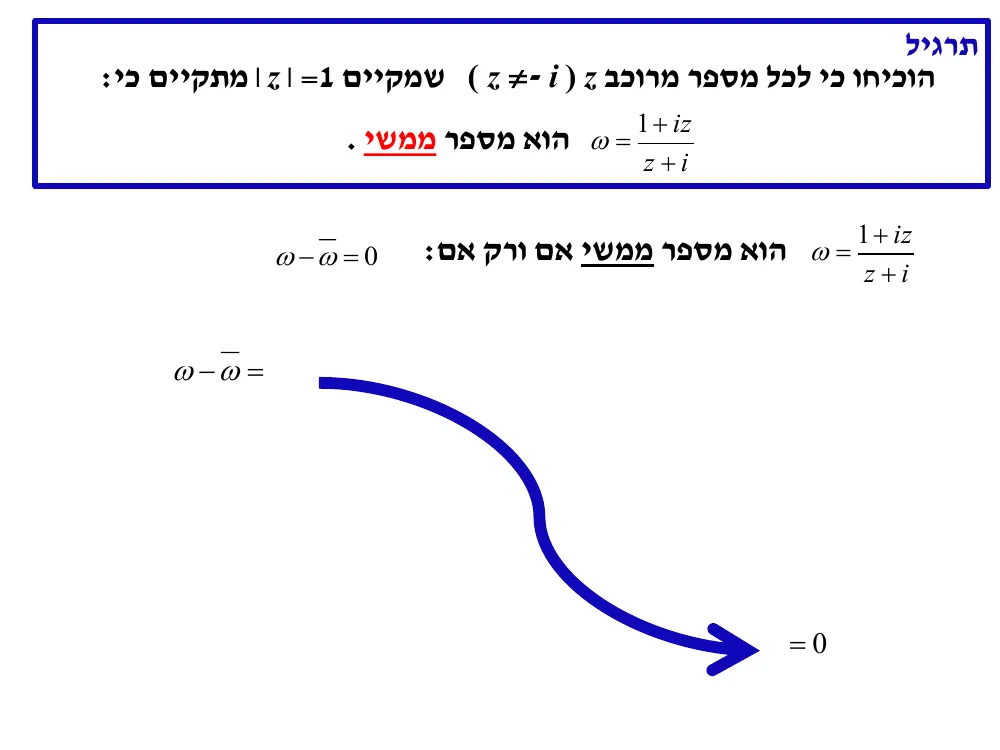 תרגיל
הוכיחו כי לכל מספר מרוכב z ( z ≠- i ) שמקיים |z| =1 מתקיים כי:
ω = (1 + iz)/(z + i) הוא מספר ממשי .
ω = (1 + iz)/(z + i) הוא מספר ממשי אם ורק אם: ω − ω̅ = 0
ω − ω̅ =
= 0